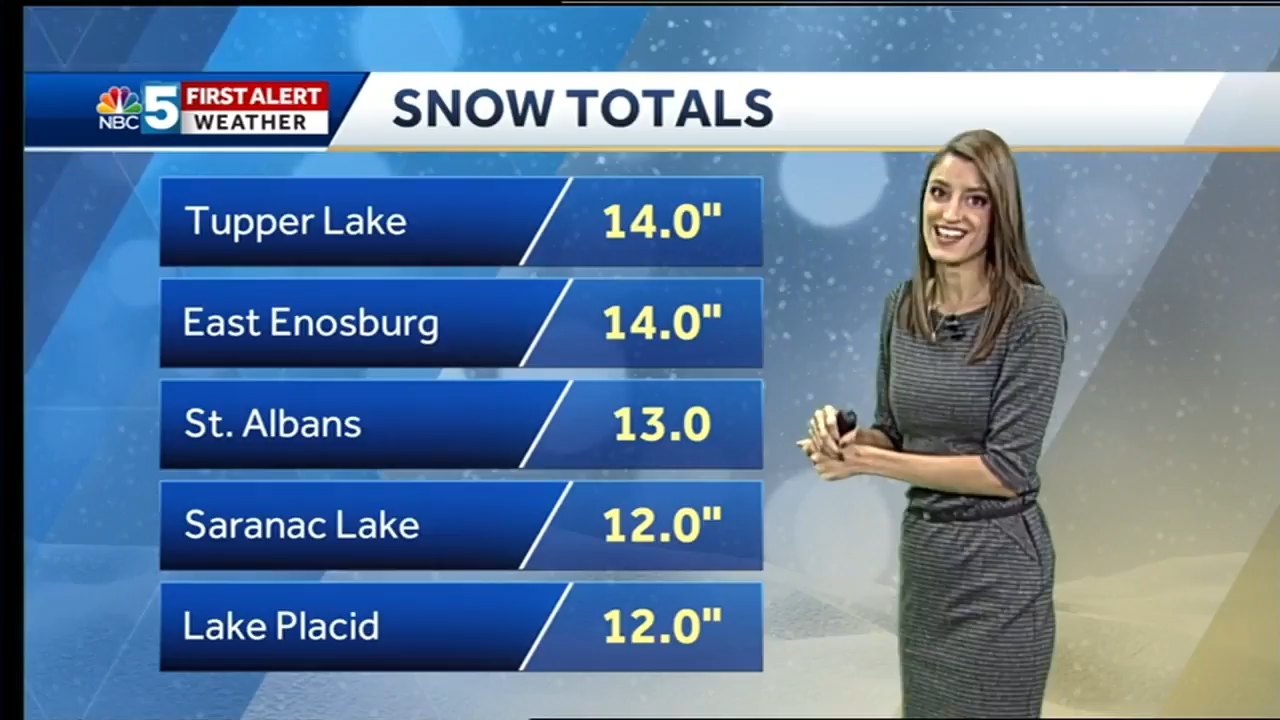 NBC 5 FIRST ALERT
WEATHER
SNOW TOTALS
Tupper Lake 14.0"
East Enosburg 14.0"
St. Albans 13.0
Saranac Lake 12.0"
Lake Placid 12.0"